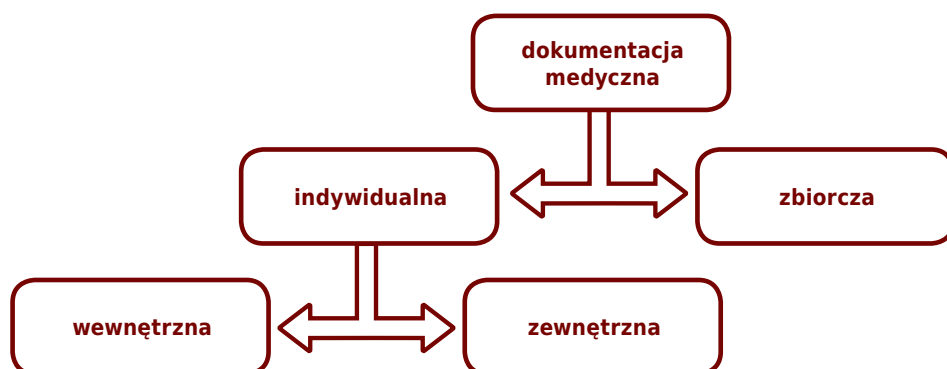 dokumentacja
medyczna
indywidualna
zbiorcza
wewnętrzna
zewnętrzna